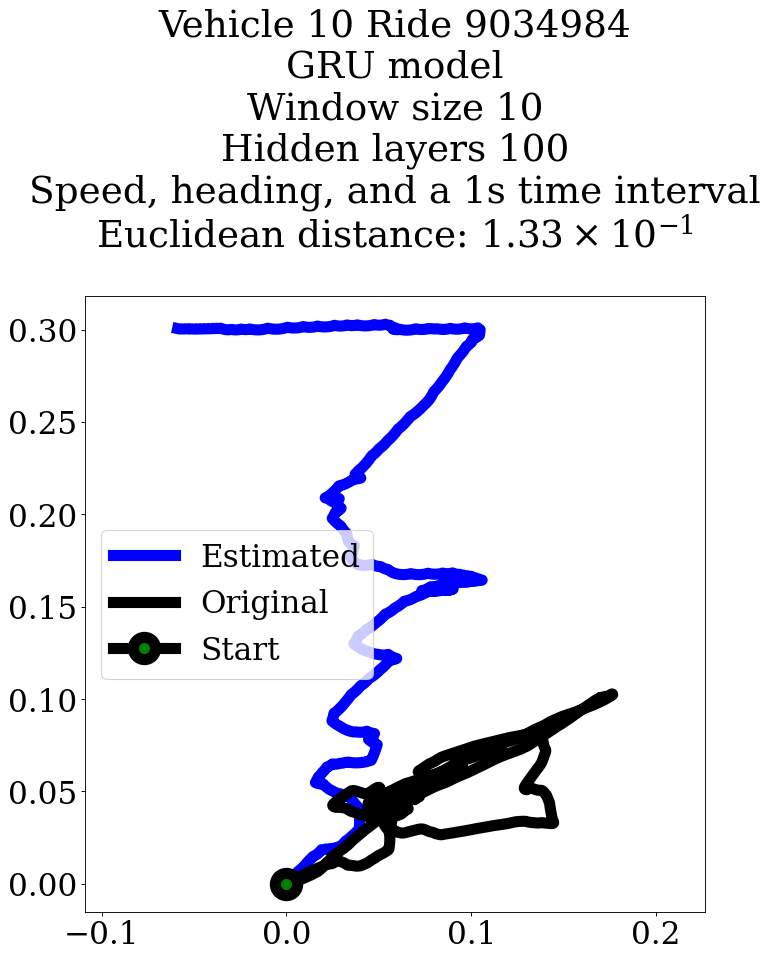 Vehicle 10 Ride 9034984
GRU model
Window size 10
Hidden layers 100
Speed, heading, and a 1s time interval
Euclidean distance: 1.33 × 10⁻¹
0.30
0.25
0.20
0.15
0.10
0.05
0.00
Estimated
Original
Start
−0.1 0.0 0.1 0.2